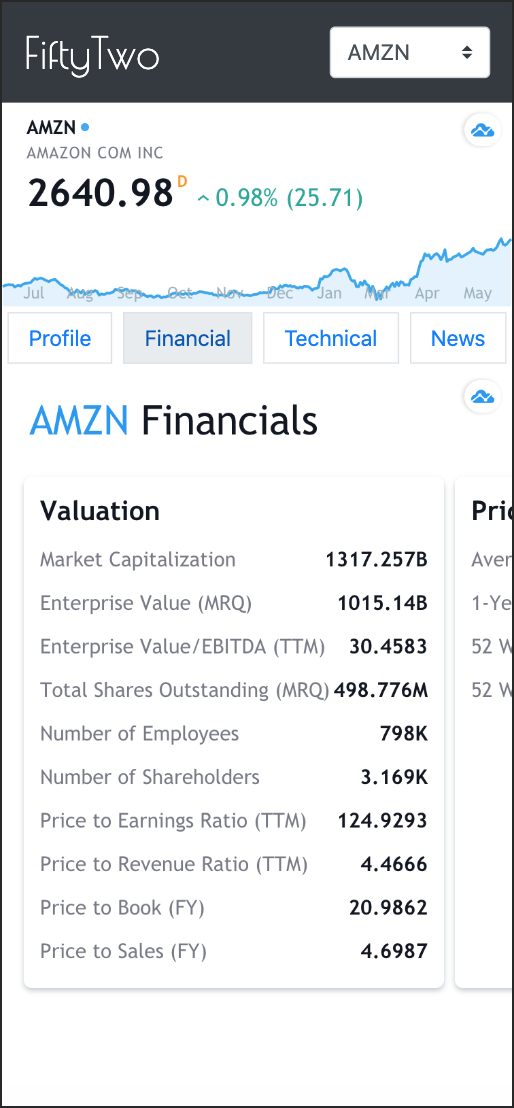 FiftyTwo
AMZN
AMZN
AMAZON COM INC
2640.98 D 0.98% (25.71)
Jul Aug Sep Oct Nov Dec Jan Mar Apr May
Profile Financial Technical News
AMZN Financials
Valuation Pric
Market Capitalization 1317.257B Aver
Enterprise Value (MRQ) 1015.14B 1-Ye
Enterprise Value/EBITDA (TTM) 30.4583 52 W
Total Shares Outstanding (MRQ) 498.776M 52 W
Number of Employees 798K
Number of Shareholders 3.169K
Price to Earnings Ratio (TTM) 124.9293
Price to Revenue Ratio (TTM) 4.4666
Price to Book (FY) 20.9862
Price to Sales (FY) 4.6987